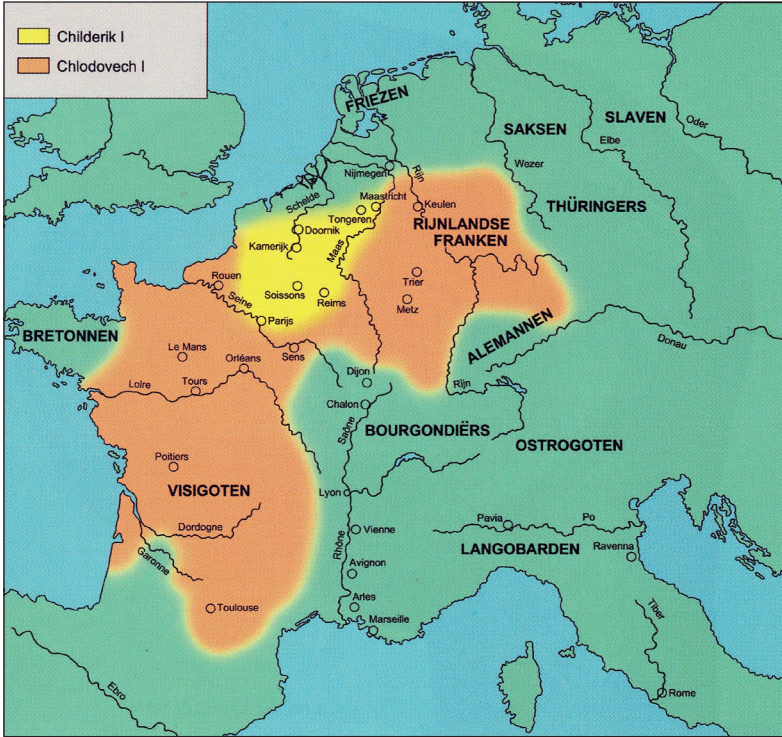 Childerik I
Chlodovech I
FRIEZEN
SAKSEN
SLAVEN
Oder
Elbe
Wezer
Rijn
Nijmegen
THÜRINGERS
Schelde
Maastricht
Keulen
Tongeren
RIJNLANDSE
FRANKEN
Doornik
Kamerijk
Maas
Rouen
Soissons
Reims
Trier
Metz
Seine
Parijs
BRETONNEN
ALEMANNEN
Donau
Le Mans
Orléans
Sens
Loire
Tours
Dijon
Rijn
Chalon
Saône
BOURGONDIËRS
OSTROGOTEN
Poitiers
VISIGOTEN
Lyon
Dordogne
Vienne
Pavia
Po
Rhône
LANGOBARDEN
Ravenna
Garonne
Avignon
Toulouse
Arles
Marseille
Tiber
Ebro
Rome